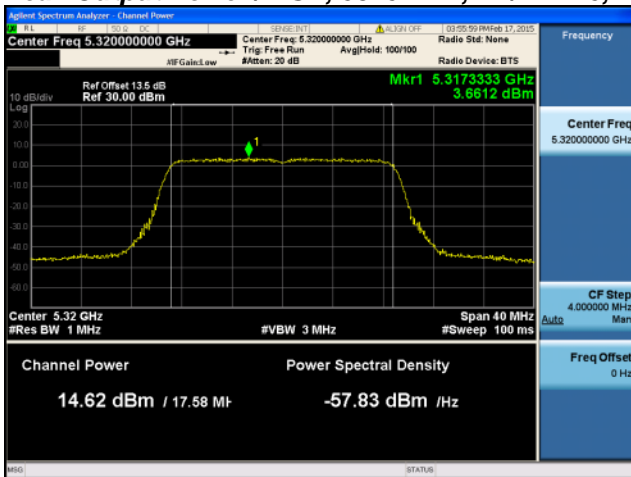 Agilent Spectrum Analyzer - Channel Power
RL RF 50 Ω DC SENSE:INT ALIGN OFF 03:55:59 PM Feb 17, 2015
Center Freq 5.320000000 GHz
Center Freq: 5.320000000 GHz
Radio Std: None
Trig: Free Run Avg|Hold: 100/100
#IFGain:Low #Atten: 20 dB Radio Device: BTS
Frequency
Ref Offset 13.5 dB
10 dB/div Ref 30.00 dBm
Mkr1 5.3173333 GHz
3.6612 dBm
Log
20.0
10.0
0.00
-10.0
-20.0
-30.0
-40.0
-50.0
-60.0
1
Center Freq
5.320000000 GHz
Center 5.32 GHz Span 40 MHz
#Res BW 1 MHz #VBW 3 MHz #Sweep 100 ms
CF Step
4.000000 MHz
Auto Man
Channel Power Power Spectral Density
14.62 dBm / 17.58 MH -57.83 dBm /Hz
Freq Offset
0 Hz
MSG STATUS